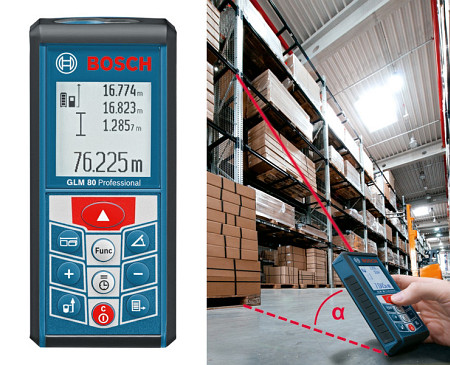 BOSCH
16.774m
16.823m
1.2857m
76.225m
GLM 80 Professional
Func
+
−
C
α